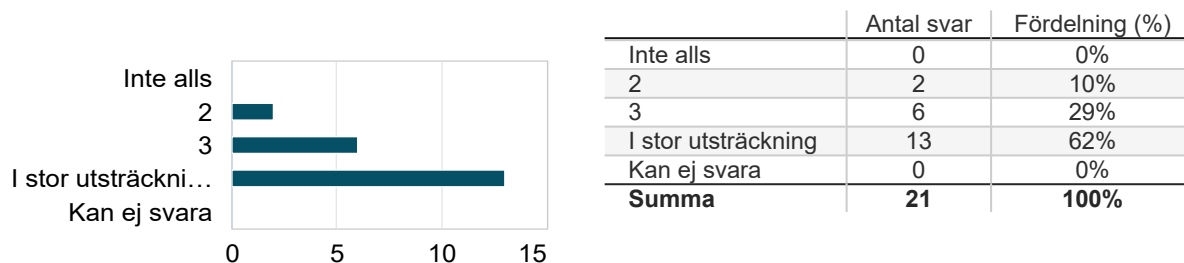 Inte alls
2
3
I stor utsträckni…
Kan ej svara
0 5 10 15
Antal svar Fördelning (%)
Inte alls 0 0%
2 2 10%
3 6 29%
I stor utsträckning 13 62%
Kan ej svara 0 0%
Summa 21 100%